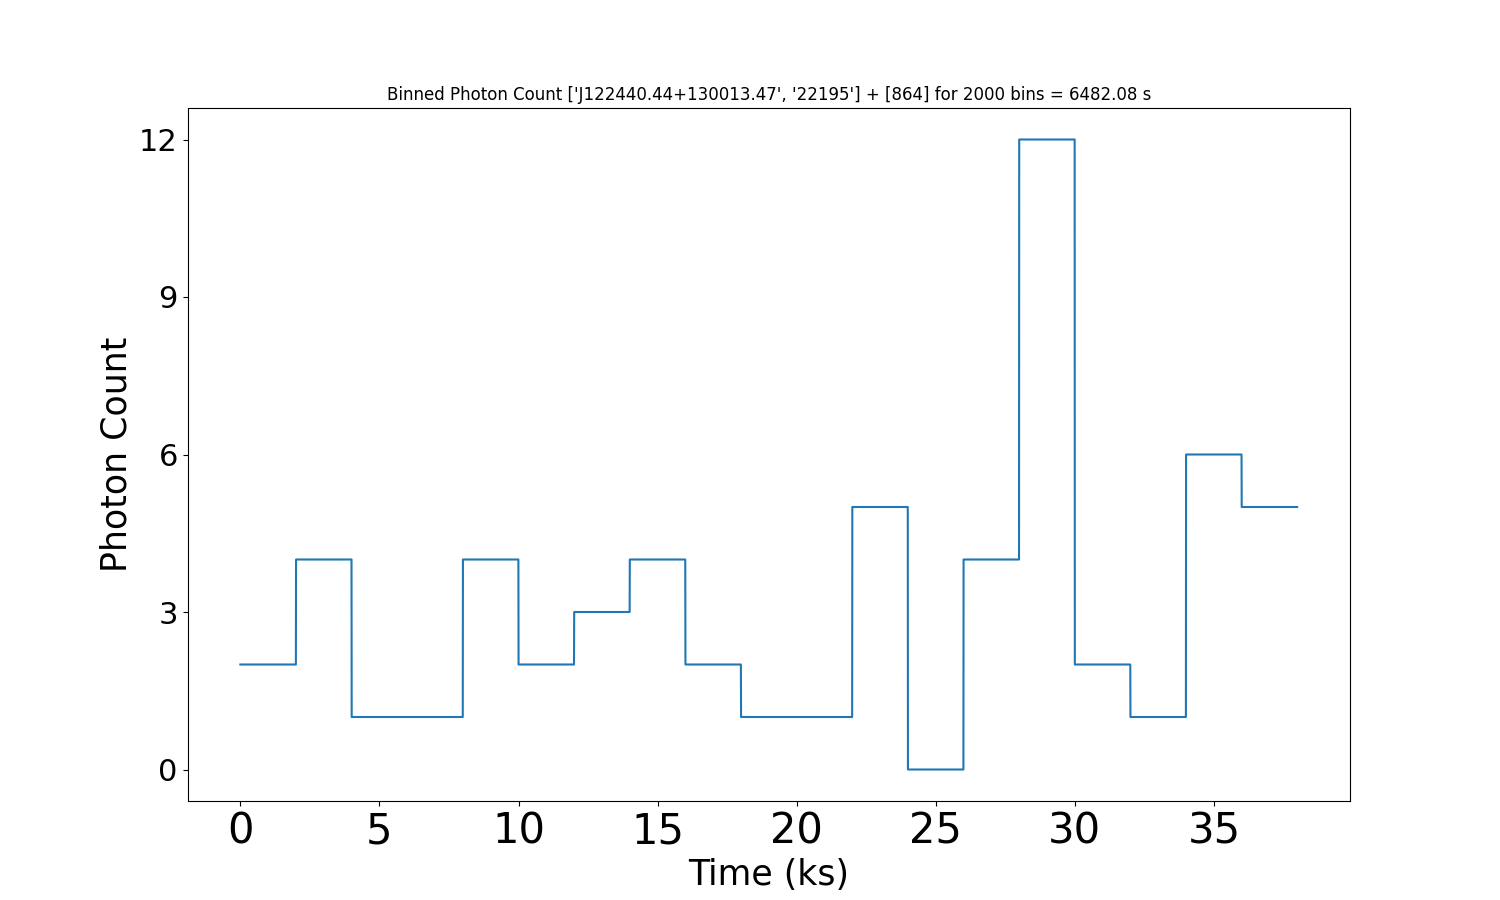 Binned Photon Count ['J122440.44+130013.47', '22195'] + [864] for 2000 bins = 6482.08 s
12
9
6
3
0
Photon Count
0 5 10 15 20 25 30 35
Time (ks)